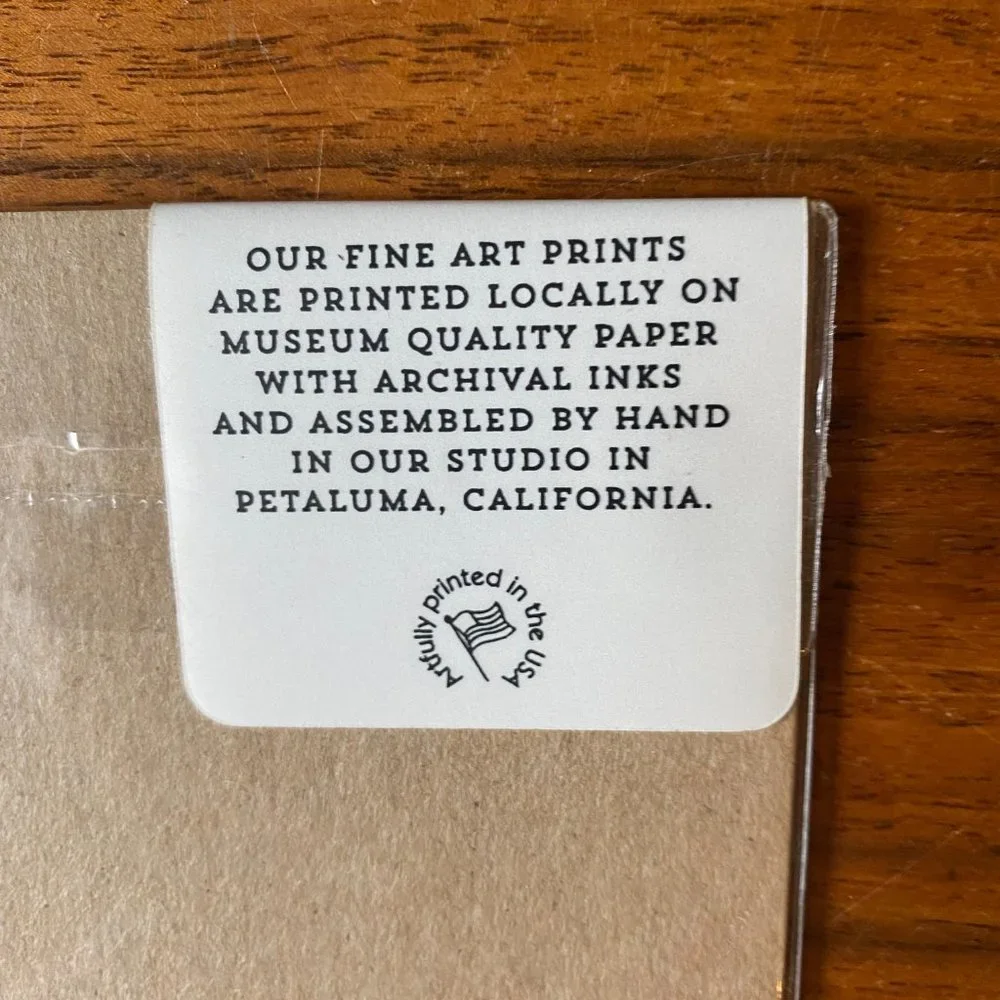 OUR FINE ART PRINTS
ARE PRINTED LOCALLY ON
MUSEUM QUALITY PAPER
WITH ARCHIVAL INKS
AND ASSEMBLED BY HAND
IN OUR STUDIO IN
PETALUMA, CALIFORNIA.
Artfully printed in the USA